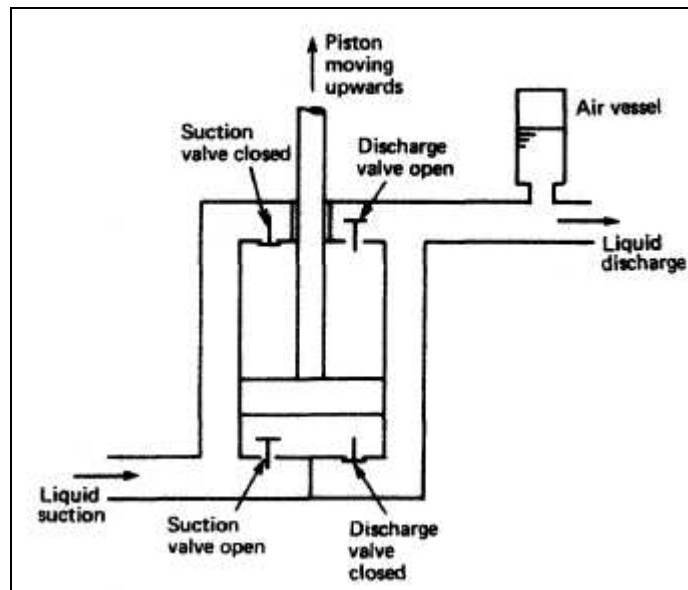 Piston
moving
upwards
Air vessel
Suction
valve closed
Discharge
valve open
Liquid
discharge
Liquid
suction
Suction
valve open
Discharge
valve
closed